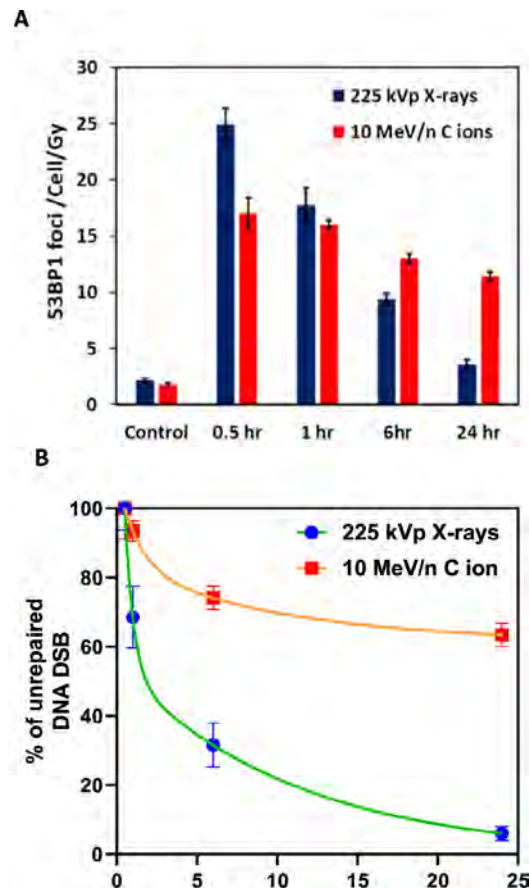 A
53BP1 foci /Cell/Gy
30
25
20
15
10
5
0
225 kVp X-rays
10 MeV/n C ions
Control 0.5 hr 1 hr 6hr 24 hr
B
% of unrepaired
DNA DSB
100
80
60
40
20
0
225 kVp X-rays
10 MeV/n C ion
0 5 10 15 20 25